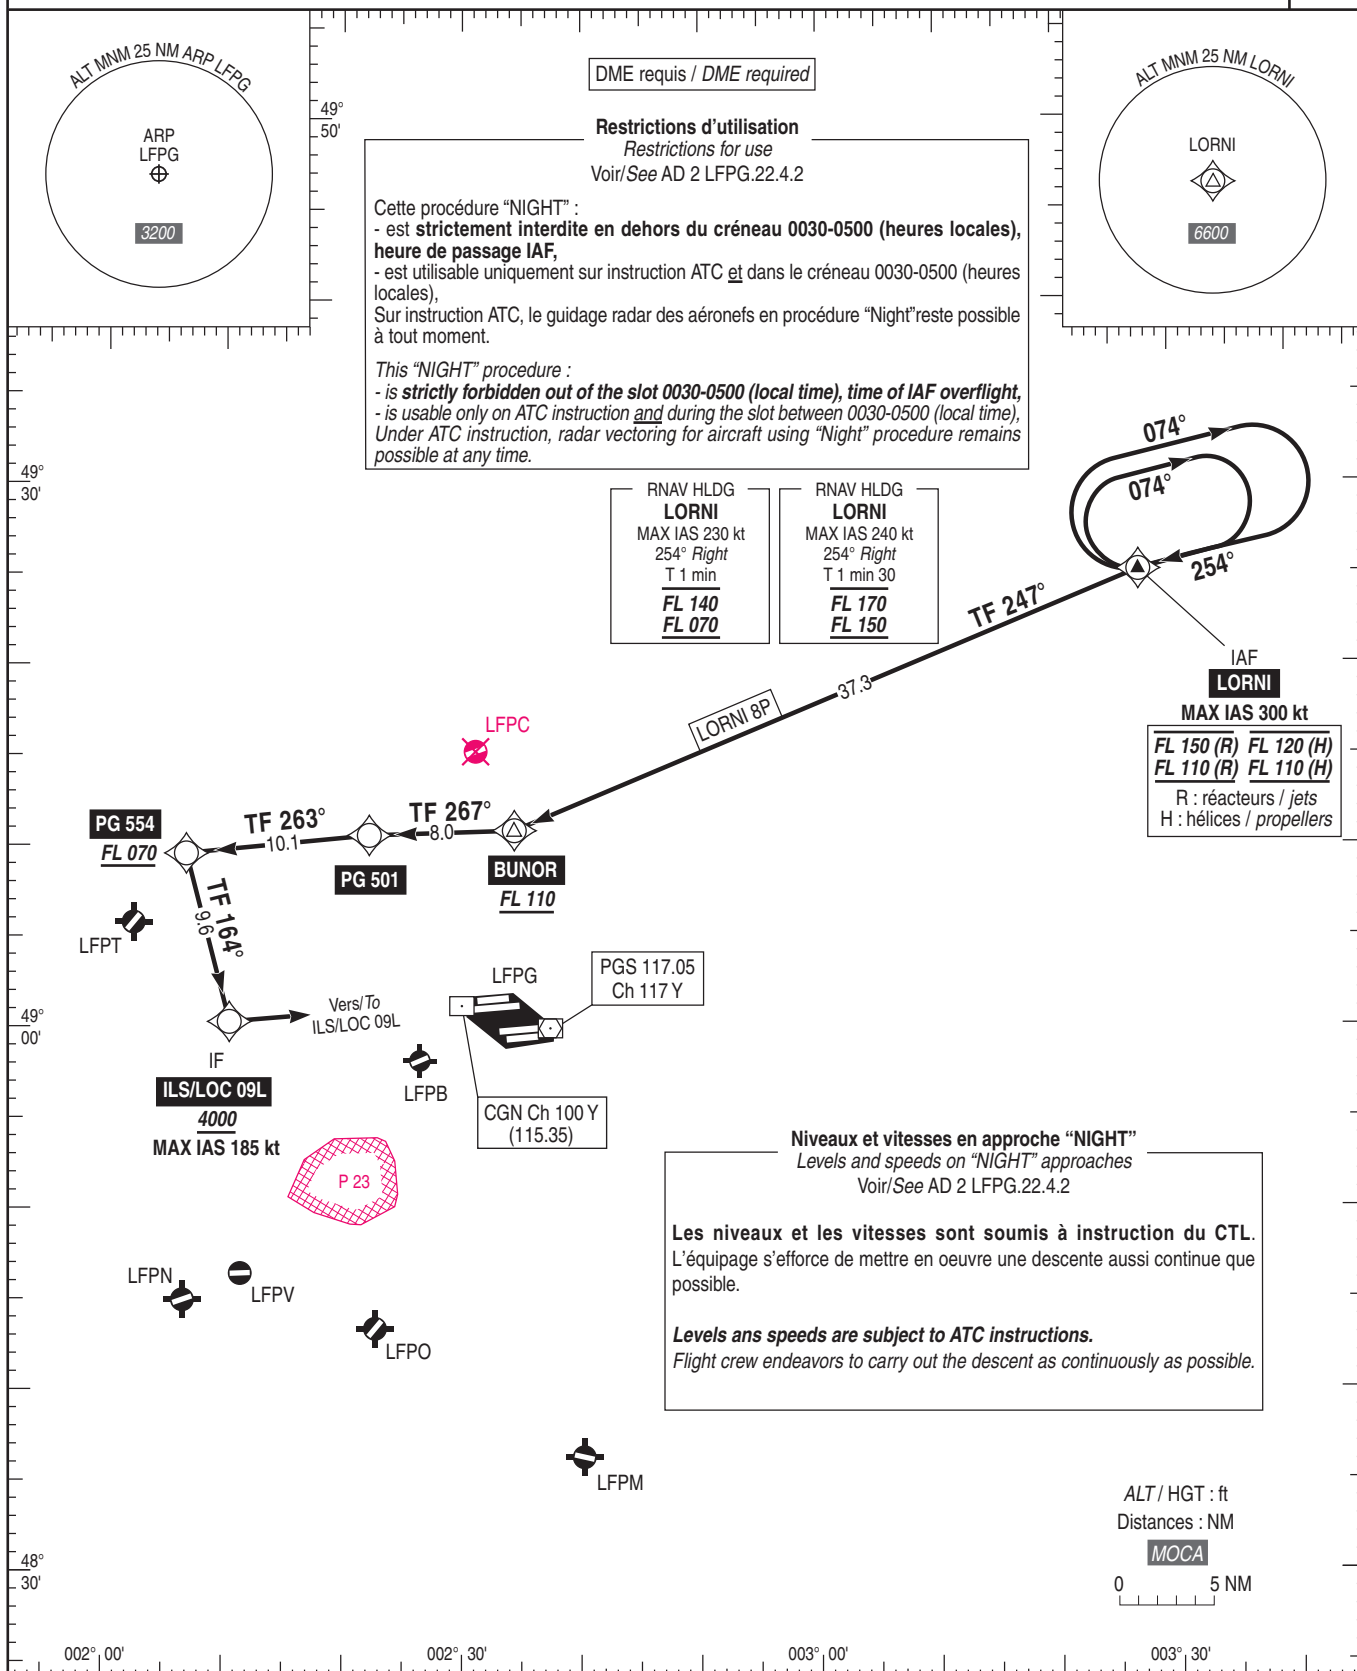 ALT MNM 25 NM ARP LFPG
ARP
LFPG
3200
49°
50'
DME requis / DME required
ALT MNM 25 NM LORNI
LORNI
6600
Restrictions d'utilisation
Restrictions for use
Voir/See AD 2 LFPG.22.4.2
Cette procédure “NIGHT” :
- est strictement interdite en dehors du créneau 0030-0500 (heures locales),
heure de passage IAF,
- est utilisable uniquement sur instruction ATC et dans le créneau 0030-0500 (heures
locales),
Sur instruction ATC, le guidage radar des aéronefs en procédure “Night”reste possible
à tout moment.
This “NIGHT” procedure :
- is strictly forbidden out of the slot 0030-0500 (local time), time of IAF overflight,
- is usable only on ATC instruction and during the slot between 0030-0500 (local time),
Under ATC instruction, radar vectoring for aircraft using “Night” procedure remains
possible at any time.
49°
30'
RNAV HLDG
LORNI
MAX IAS 230 kt
254° Right
T 1 min
FL 140
FL 070
RNAV HLDG
LORNI
MAX IAS 240 kt
254° Right
T 1 min 30
FL 170
FL 150
074°
074°
254°
TF 247°
37.3
LORNI 8P
IAF
LORNI
MAX IAS 300 kt
FL 150 (R) FL 120 (H)
FL 110 (R) FL 110 (H)
R : réacteurs / jets
H : hélices / propellers
LFPC
PG 554
FL 070
TF 263°
10.1
TF 267°
8.0
PG 501
BUNOR
FL 110
TF 164°
9.6
LFPT
LFPG
PGS 117.05
Ch 117 Y
49°
00'
Vers/To
ILS/LOC 09L
IF
ILS/LOC 09L
4000
MAX IAS 185 kt
LFPB
CGN Ch 100 Y
(115.35)
P 23
Niveaux et vitesses en approche “NIGHT”
Levels and speeds on “NIGHT” approaches
Voir/See AD 2 LFPG.22.4.2
Les niveaux et les vitesses sont soumis à instruction du CTL.
L'équipage s'efforce de mettre en oeuvre une descente aussi continue que
possible.
Levels ans speeds are subject to ATC instructions.
Flight crew endeavors to carry out the descent as continuously as possible.
LFPN
LFPV
LFPO
LFPM
ALT / HGT : ft
Distances : NM
MOCA
0 5 NM
48°
30'
002° 00'
002° 30'
003° 00'
003° 30'